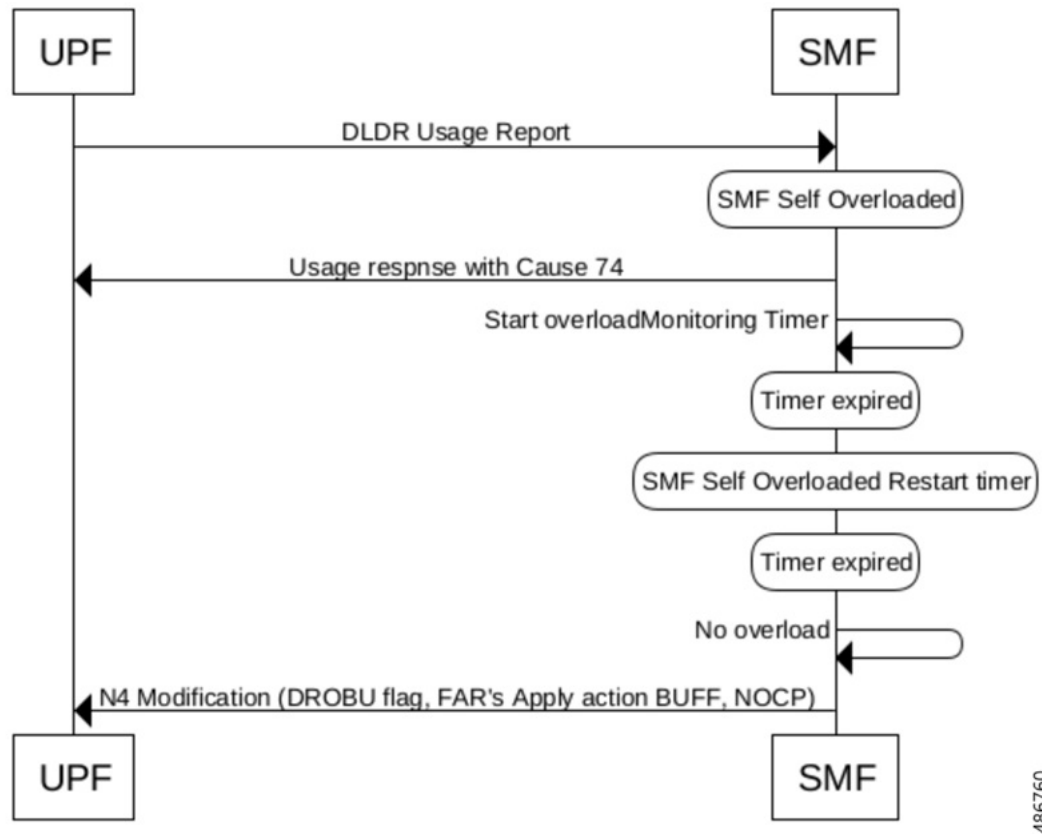 UPF
SMF
DLDR Usage Report
SMF Self Overloaded
Usage respnse with Cause 74
Start overloadMonitoring Timer
Timer expired
SMF Self Overloaded Restart timer
Timer expired
No overload
N4 Modification (DROBU flag, FAR's Apply action BUFF, NOCP)
UPF
SMF
486760